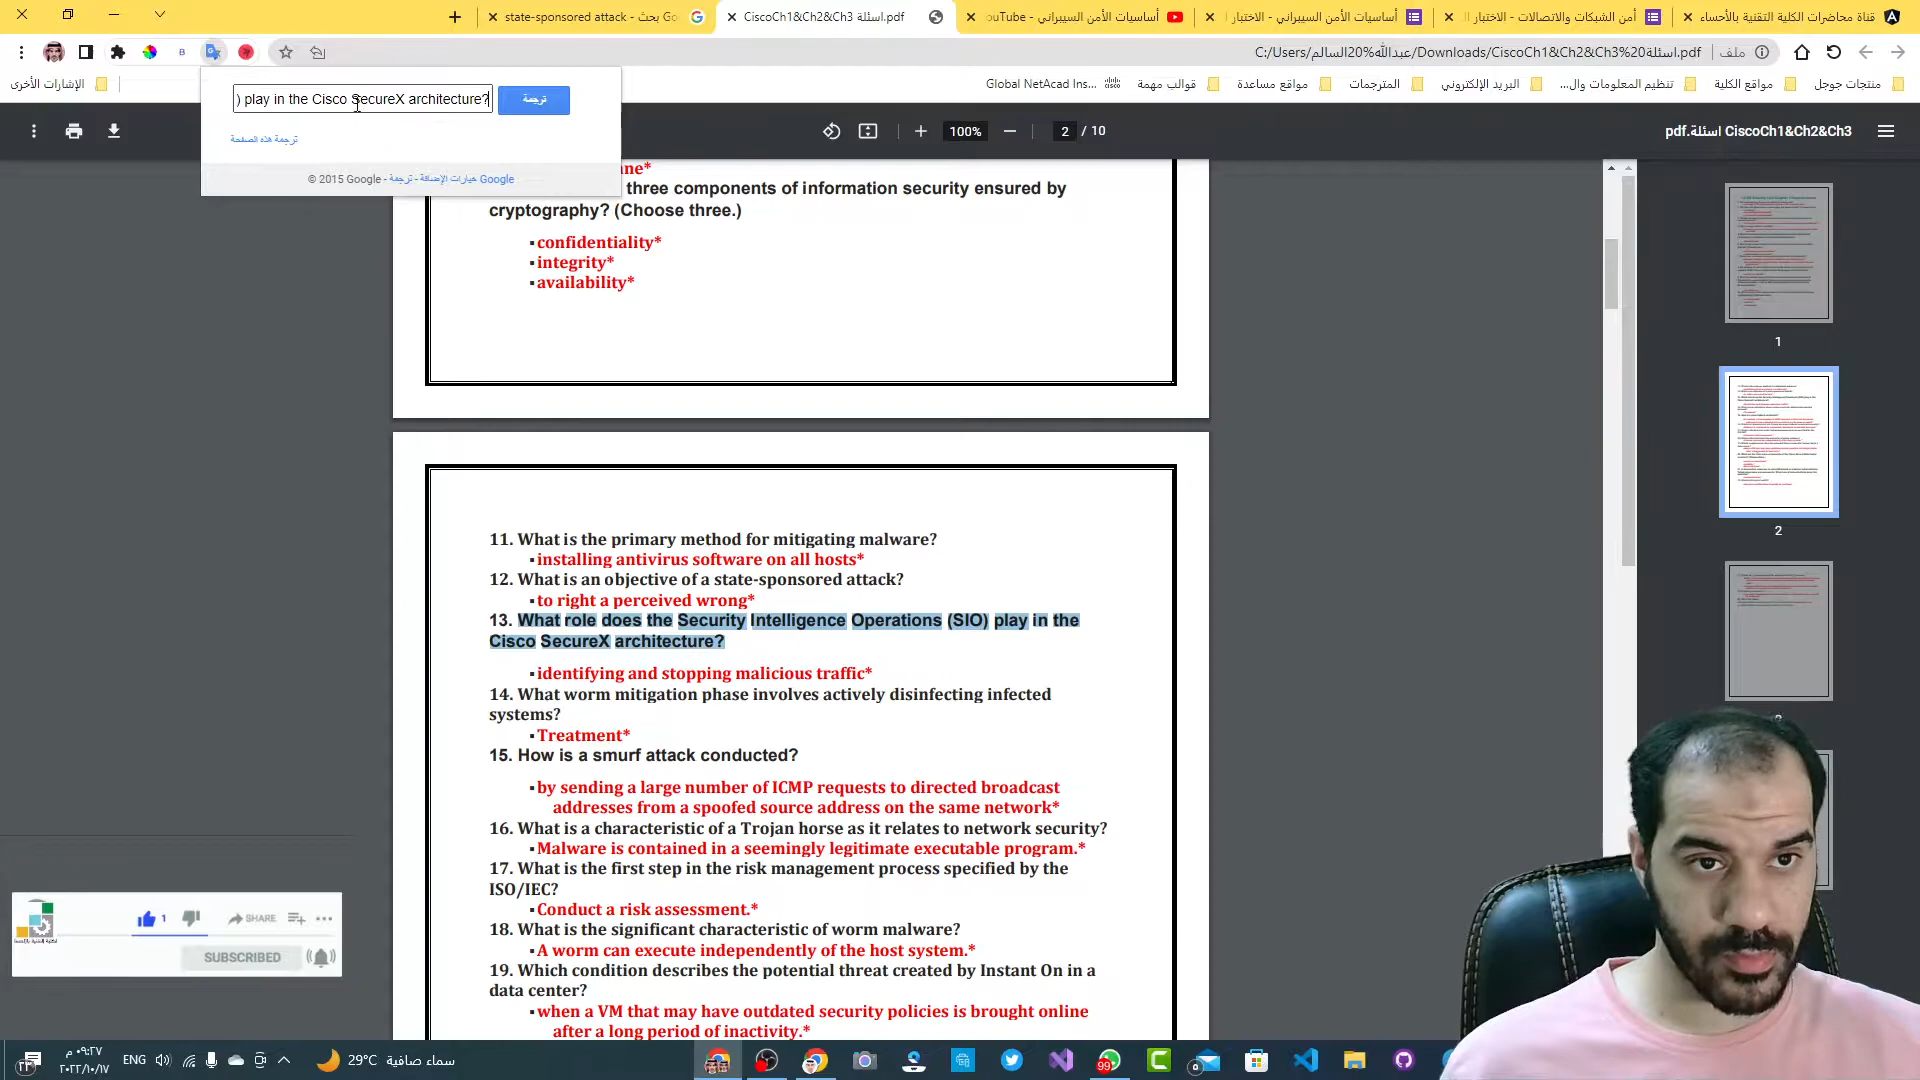 state-sponsored attack - بحث Go
CiscoCh1&Ch2&Ch3 اسئلة.pdf
أساسيات الأمن السيبراني - YouTube
أساسيات الأمن السيبراني - الاختبار
أمن الشبكات والاتصالات - الاختبار
قناة محاضرات الكلية التقنية بالأحساء
C:/Users/عبدالله%20السالم/Downloads/CiscoCh1&Ch2&Ch3%20اسئلة.pdf
ملف
منتجات جوجل
مواقع الكلية
تنظيم المعلومات وال...
البريد الإلكتروني
المترجمات
مواقع مساعدة
قوالب مهمة
Global NetAcad Ins...
الإشارات الأخرى
) play in the Cisco SecureX architecture?
ترجمة
ترجمة هذه الصفحة
© 2015 Google - ترجمة - خيارات الإضافة Google
CiscoCh1&Ch2&Ch3 اسئلة.pdf
2 / 10
100%
three components of information security ensured by
cryptography? (Choose three.)
▪confidentiality*
▪integrity*
▪availability*
11. What is the primary method for mitigating malware?
▪installing antivirus software on all hosts*
12. What is an objective of a state-sponsored attack?
▪to right a perceived wrong*
13. What role does the Security Intelligence Operations (SIO) play in the
Cisco SecureX architecture?
▪identifying and stopping malicious traffic*
14. What worm mitigation phase involves actively disinfecting infected
systems?
▪Treatment*
15. How is a smurf attack conducted?
▪by sending a large number of ICMP requests to directed broadcast
addresses from a spoofed source address on the same network*
16. What is a characteristic of a Trojan horse as it relates to network security?
▪Malware is contained in a seemingly legitimate executable program.*
17. What is the first step in the risk management process specified by the
ISO/IEC?
▪Conduct a risk assessment.*
18. What is the significant characteristic of worm malware?
▪A worm can execute independently of the host system.*
19. Which condition describes the potential threat created by Instant On in a
data center?
▪when a VM that may have outdated security policies is brought online
after a long period of inactivity.*
1
2
1
SHARE
SUBSCRIBED
٠٩:٢٧ م
٢٠٢٢/١٠/١٧
ENG
29°C
سماء صافية
99